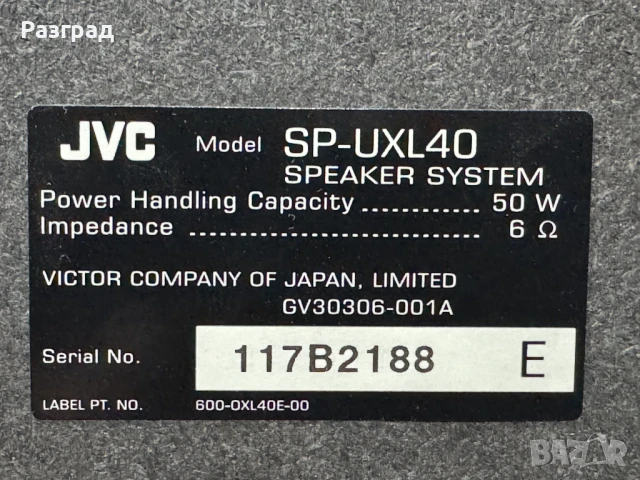 Разград
JVC Model SP-UXL40
SPEAKER SYSTEM
Power Handling Capacity .............. 50 W
Impedance .................................... 6 Ω
VICTOR COMPANY OF JAPAN, LIMITED
GV30306-001A
Serial No. 117B2188 E
LABEL PT. NO. 600-0XL40E-00
BAZAR